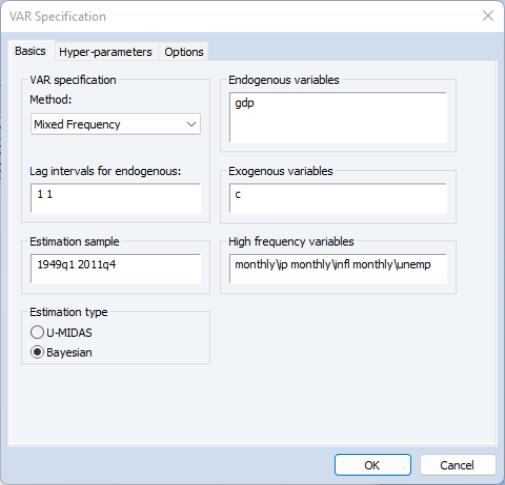 VAR Specification
Basics
Hyper-parameters
Options
VAR specification
Method:
Mixed Frequency
Lag intervals for endogenous:
1 1
Estimation sample
1949q1 2011q4
Estimation type
U-MIDAS
Bayesian
Endogenous variables
gdp
Exogenous variables
c
High frequency variables
monthly\ip monthly\infl monthly\unemp
OK
Cancel